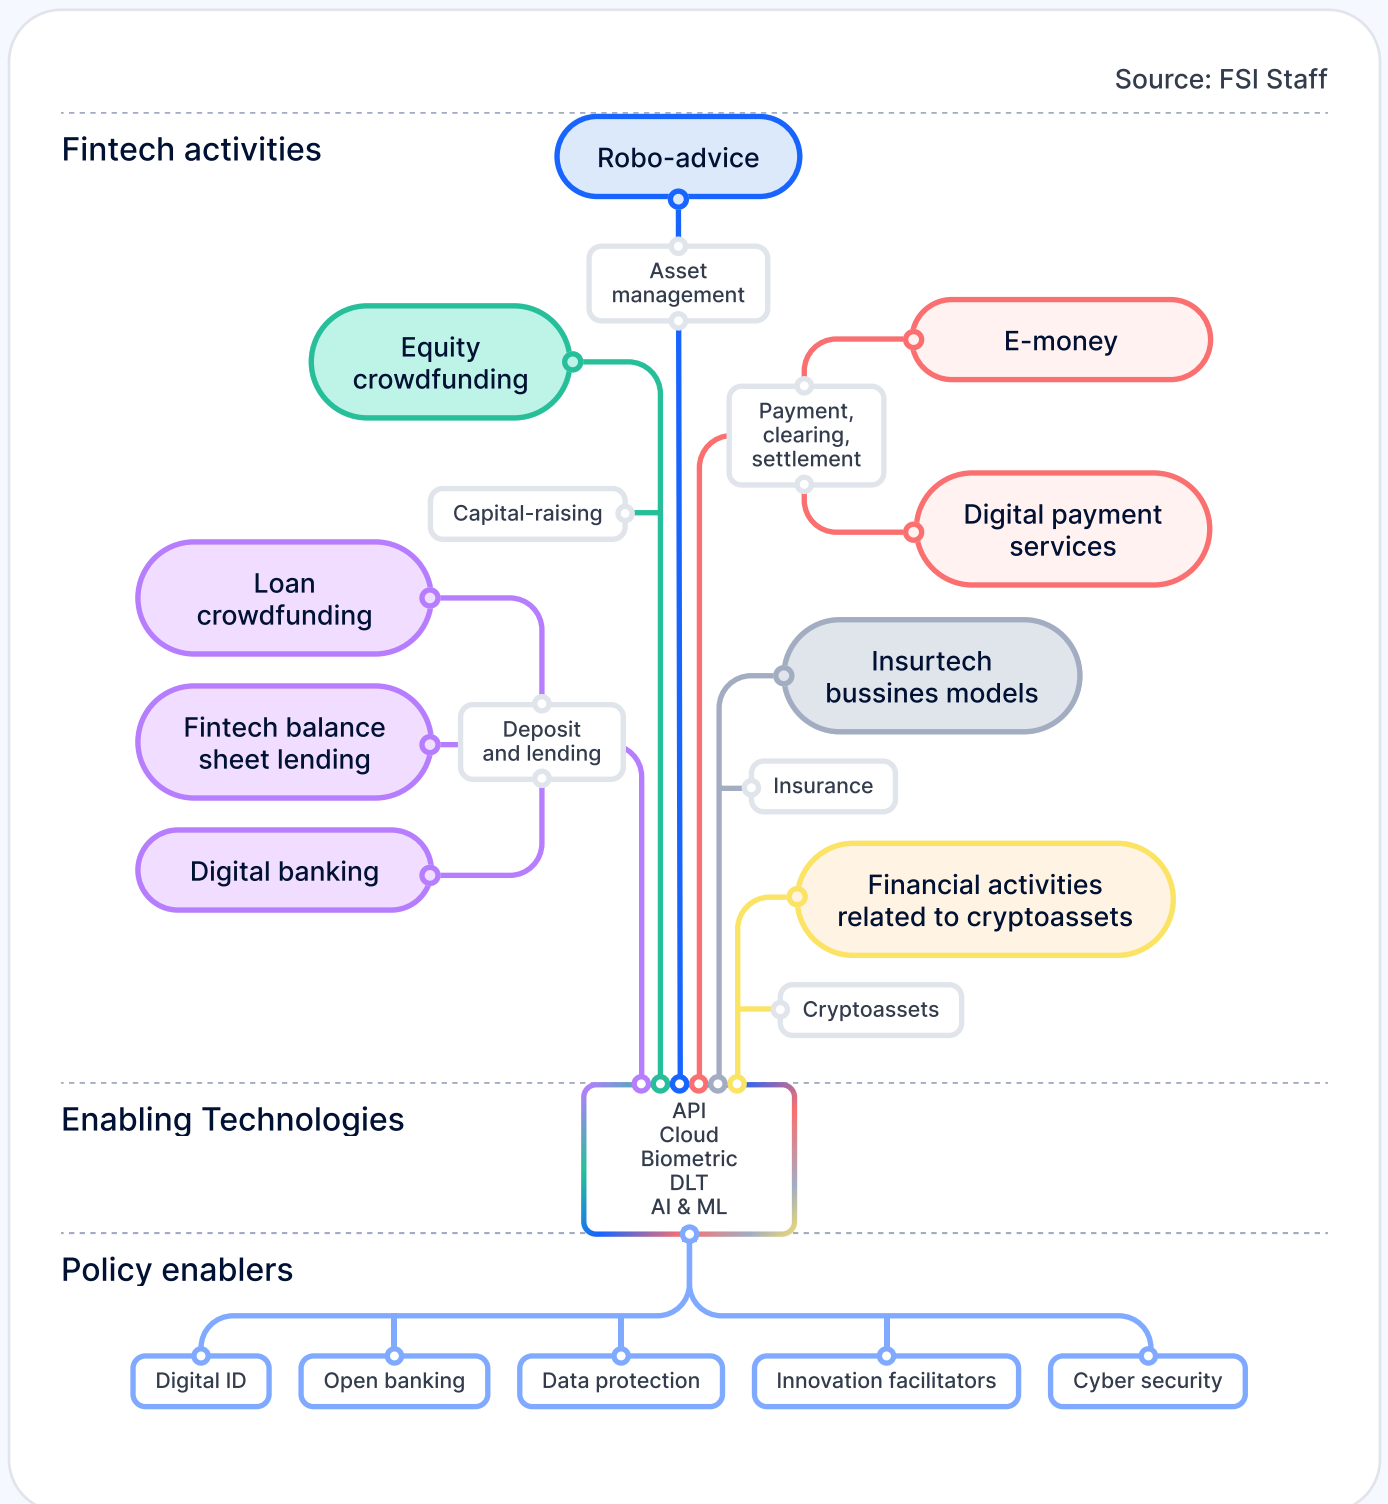 Source: FSI Staff
Fintech activities
Robo-advice
Asset
management
Equity
crowdfunding
E-money
Payment,
clearing,
settlement
Capital-raising
Digital payment
services
Loan
crowdfunding
Insurtech
bussines models
Fintech balance
sheet lending
Deposit
and lending
Insurance
Digital banking
Financial activities
related to cryptoassets
Cryptoassets
Enabling Technologies
API
Cloud
Biometric
DLT
AI & ML
Policy enablers
Digital ID
Open banking
Data protection
Innovation facilitators
Cyber security